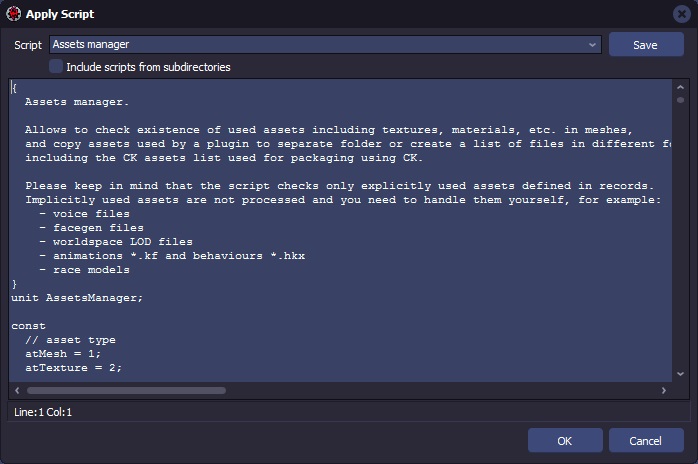 Apply Script
Script Assets manager Save
Include scripts from subdirectories
{
Assets manager.
Allows to check existence of used assets including textures, materials, etc. in meshes,
and copy assets used by a plugin to separate folder or create a list of files in different
including the CK assets list used for packaging using CK.
Please keep in mind that the script checks only explicitly used assets defined in records.
Implicitly used assets are not processed and you need to handle them yourself, for example:
- voice files
- facegen files
- worldspace LOD files
- animations *.kf and behaviours *.hkx
- race models
}
unit AssetsManager;
const
// asset type
atMesh = 1;
atTexture = 2;
Line:1 Col:1
OK Cancel